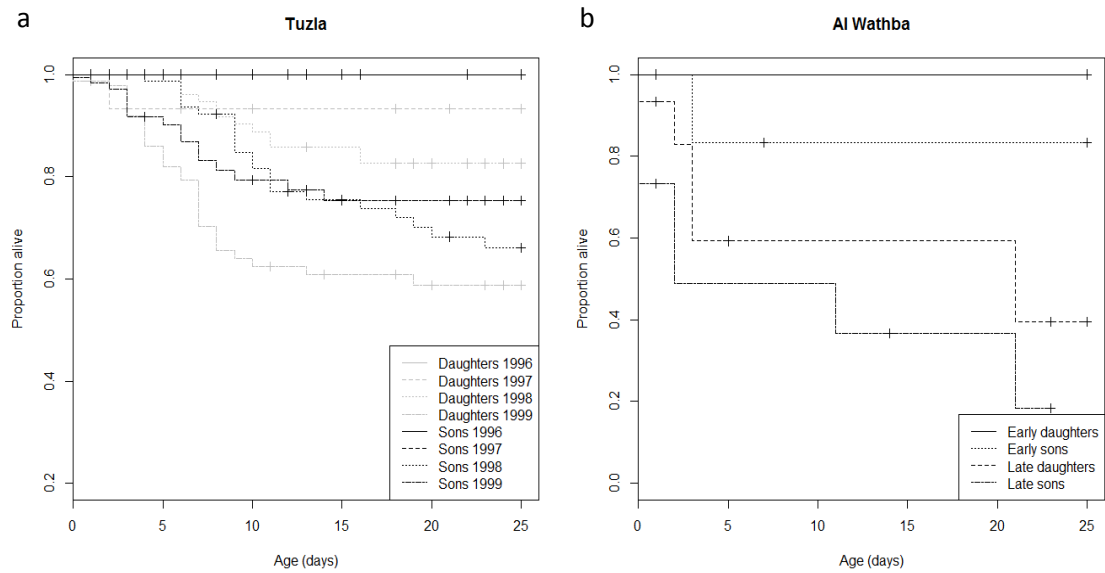 a
Tuzla
Proportion alive
1.0
0.8
0.6
0.4
0.2
0
5
10
15
20
25
Age (days)
Daughters 1996
Daughters 1997
Daughters 1998
Daughters 1999
Sons 1996
Sons 1997
Sons 1998
Sons 1999
b
Al Wathba
Proportion alive
1.0
0.8
0.6
0.4
0.2
0.0
0
5
10
15
20
25
Age (days)
Early daughters
Early sons
Late daughters
Late sons